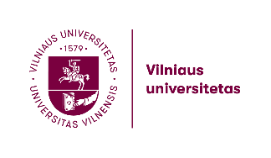 VILNIAUS UNIVERSITETAS
· 1579 ·
UNIVERSITAS VILNENSIS
Vilniaus
universitetas